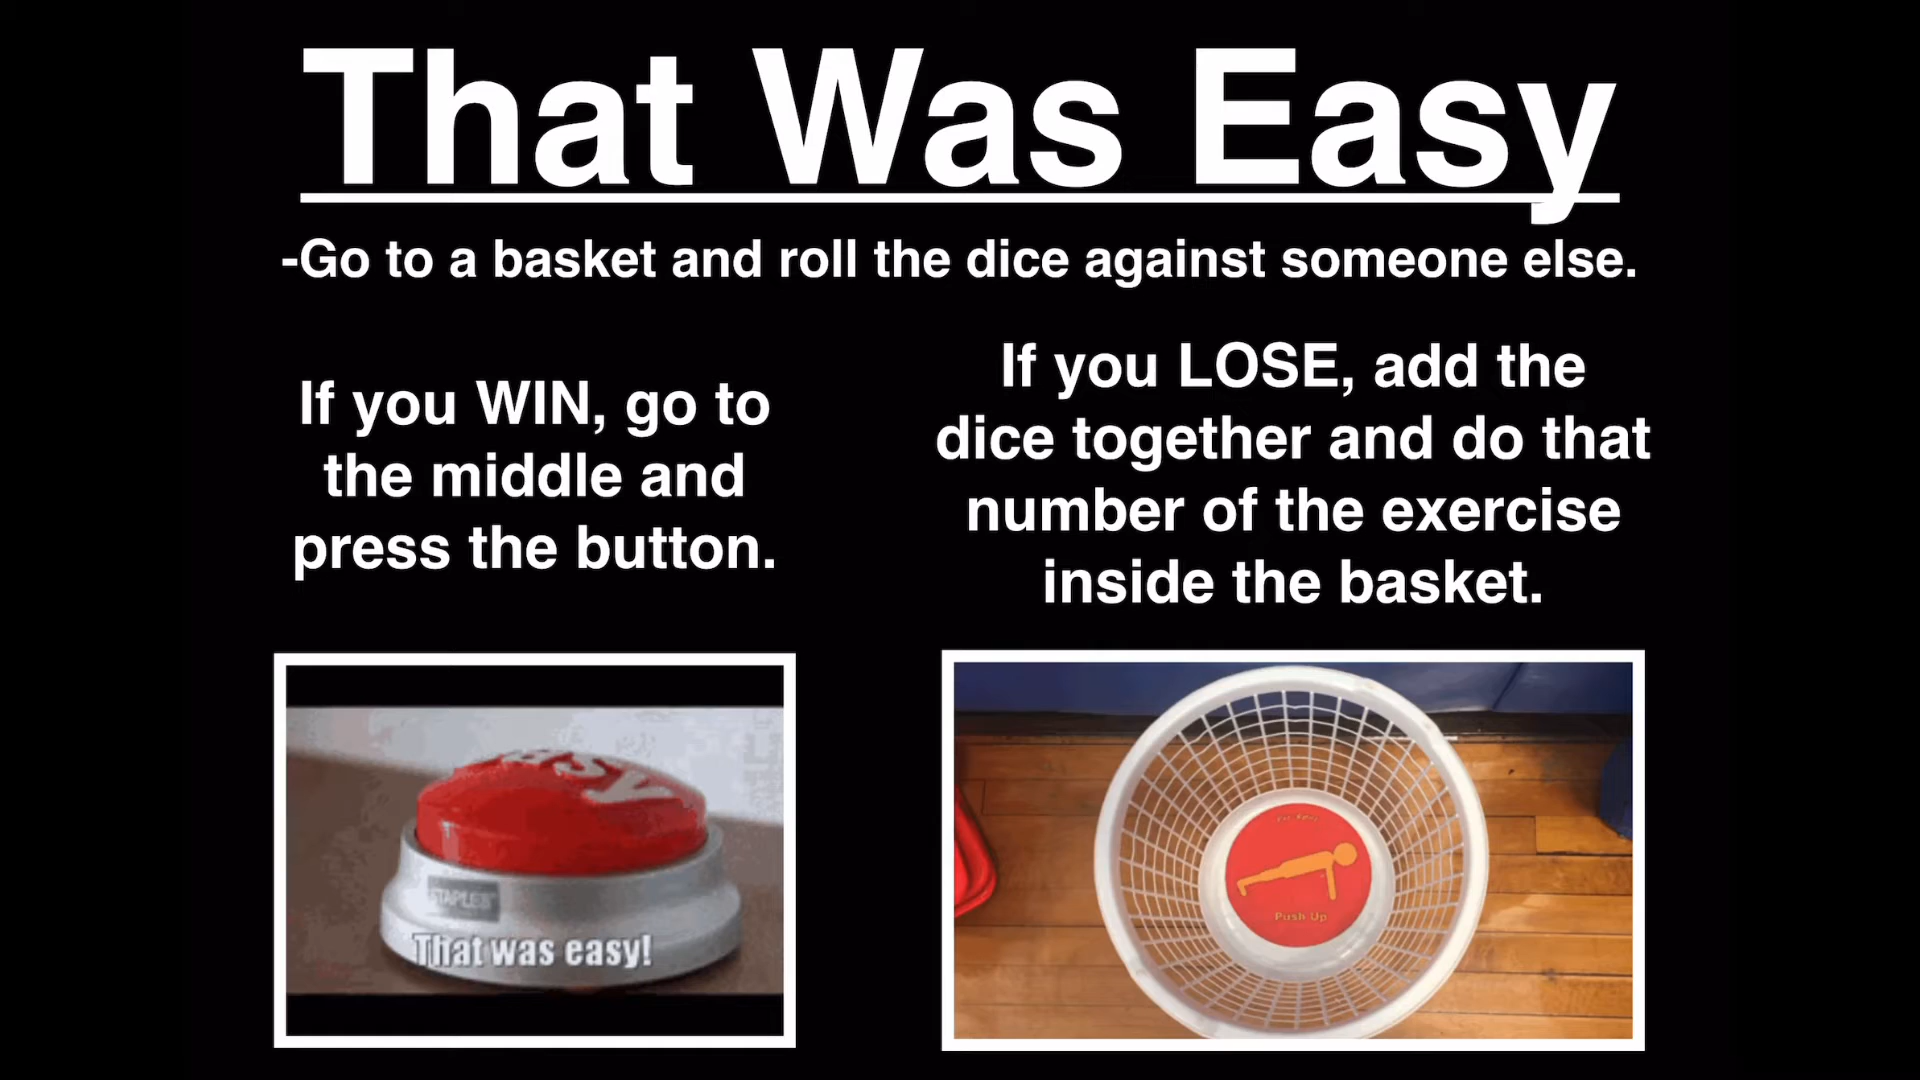 That Was Easy
-Go to a basket and roll the dice against someone else.
If you WIN, go to
the middle and
press the button.
If you LOSE, add the
dice together and do that
number of the exercise
inside the basket.
asy
STAPLES
That was easy!
Push Up